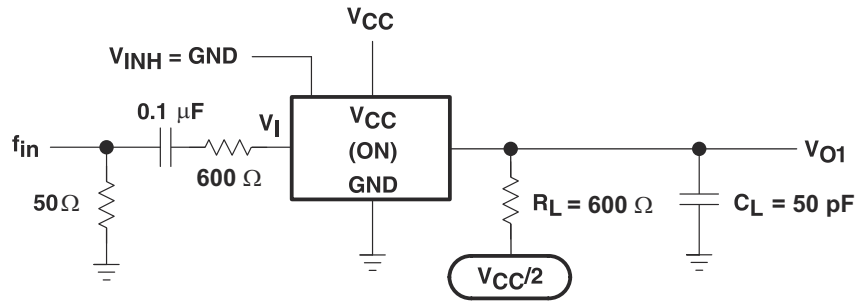 VCC
VINH = GND
0.1 μF
VI
fin
600 Ω
50Ω
VCC
(ON)
GND
VO1
RL = 600 Ω
CL = 50 pF
VCC/2